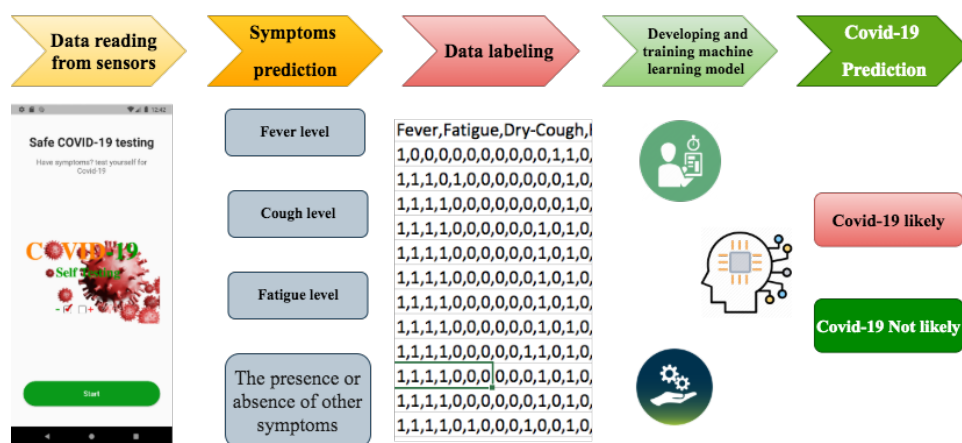 Data reading
from sensors
Symptoms
prediction
Data labeling
Developing and
training machine
learning model
Covid-19
Prediction
12:42
Safe COVID-19 testing
Have symptoms? test yourself for
Covid-19
COVID-19
Self Testing
Start
Fever level
Cough level
Fatigue level
The presence or
absence of other
symptoms
Fever,Fatigue,Dry-Cough,
1,0,0,0,0,0,0,0,0,0,0,1,1,0,
1,1,1,0,1,0,0,0,0,0,0,0,1,0,
1,1,1,1,0,0,0,0,0,0,0,0,1,0,
1,1,1,1,0,0,0,0,0,1,0,1,0,
1,1,1,1,0,0,0,0,0,1,0,1,0,
1,1,1,1,0,0,0,0,0,1,0,1,0,
1,1,1,1,0,0,0,0,0,1,0,1,0,
1,1,1,1,0,0,0,0,0,1,0,1,0,
1,1,1,1,0,0,0,0,0,1,1,0,1,0,
1,1,1,1,0,0,0,0,0,0,1,0,1,0,
1,1,1,1,0,0,0,0,0,1,0,1,0,
1,1,1,1,0,1,0,0,0,1,0,0,1,0,
Covid-19 likely
Covid-19 Not likely